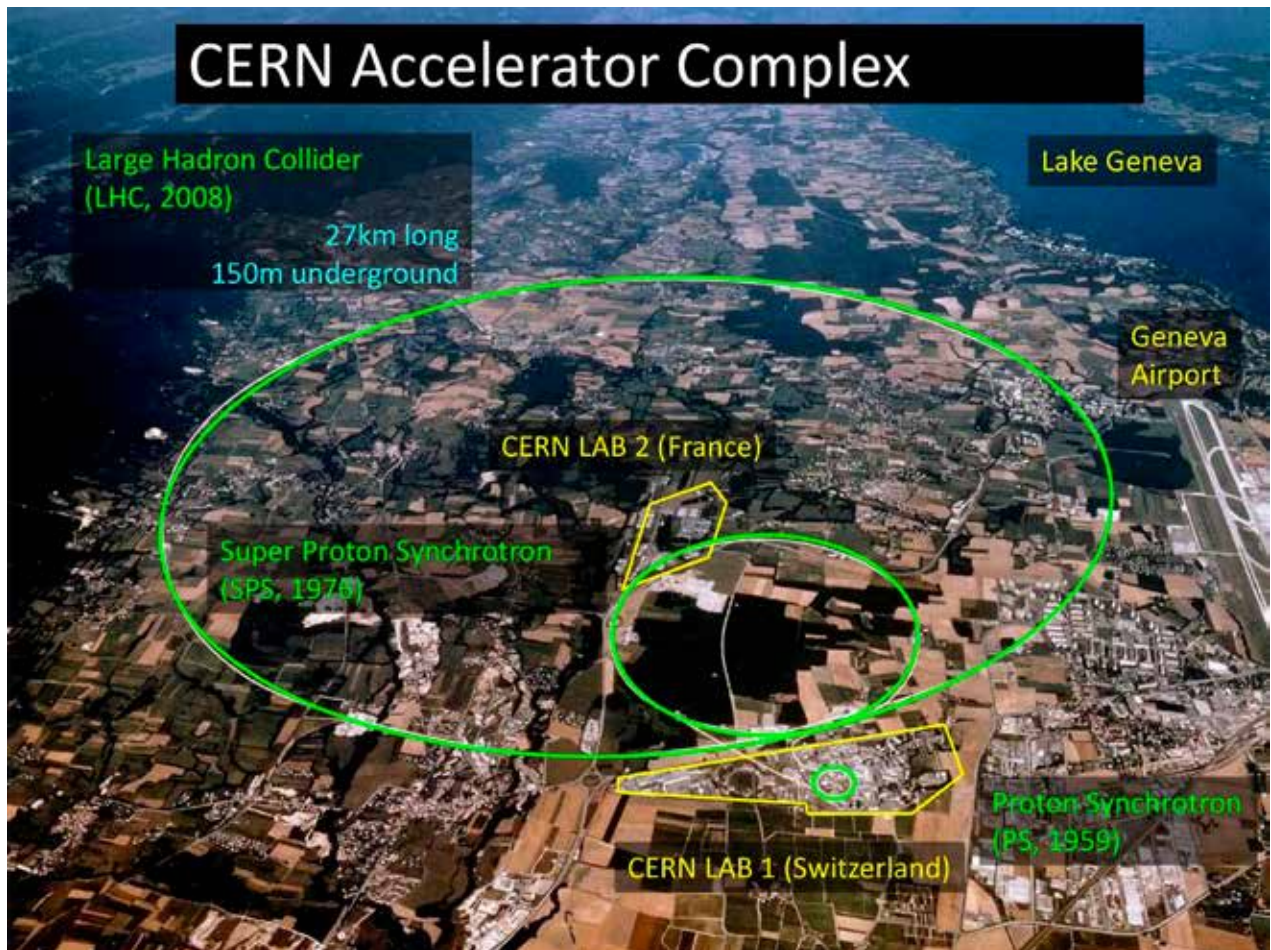 CERN Accelerator Complex
Large Hadron Collider
(LHC, 2008)
27km long
150m underground
Lake Geneva
Geneva
Airport
CERN LAB 2 (France)
Super Proton Synchrotron
(SPS, 1976)
Proton Synchrotron
(PS, 1959)
CERN LAB 1 (Switzerland)